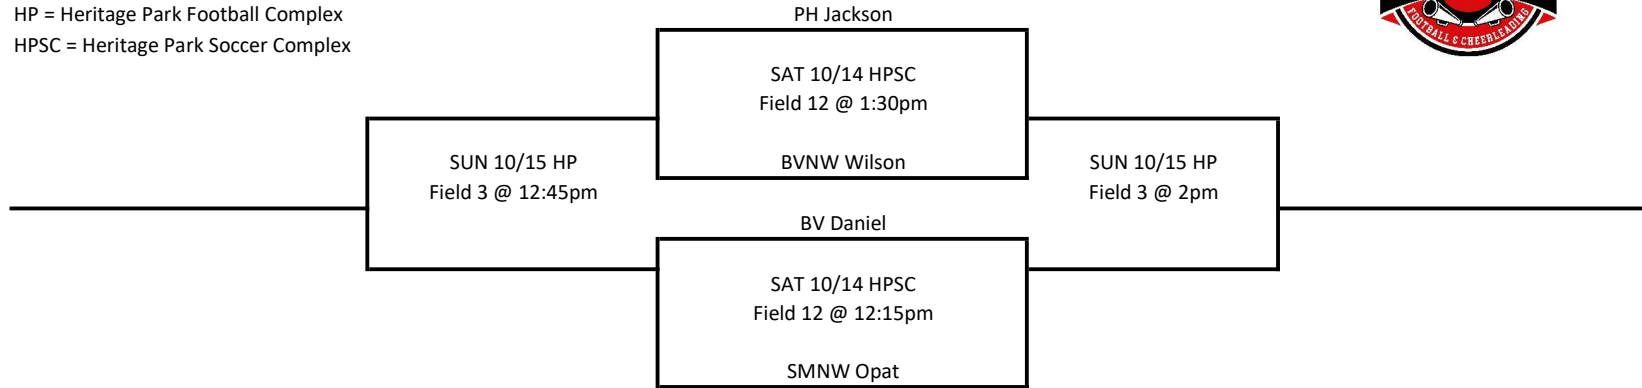 HP = Heritage Park Football Complex
HPSC = Heritage Park Soccer Complex
PH Jackson
SAT 10/14 HPSC
Field 12 @ 1:30pm
BVNW Wilson
SUN 10/15 HP
Field 3 @ 12:45pm
SUN 10/15 HP
Field 3 @ 2pm
BV Daniel
SAT 10/14 HPSC
Field 12 @ 12:15pm
SMNW Opat
FOOTBALL & CHEERLEADING